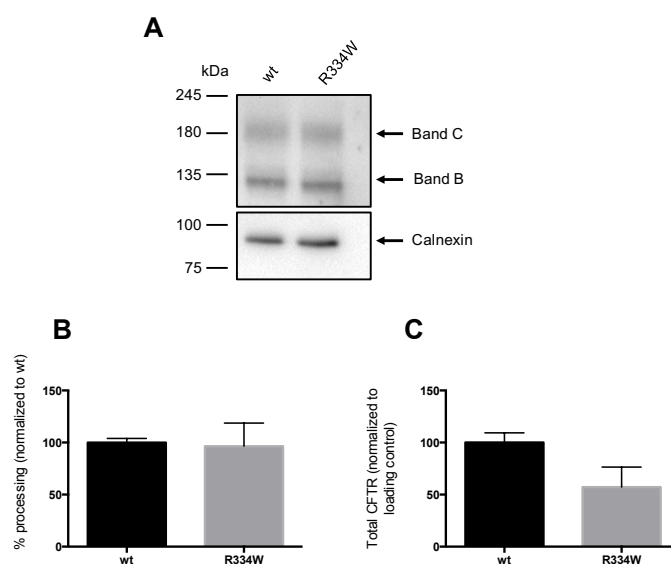 A
kDa
wt
R334W
245
180
135
100
75
Band C
Band B
Calnexin
B
% processing (normalized to wt)
150
100
50
0
wt
R334W
C
Total CFTR (normalized to
loading control)
150
100
50
0
wt
R334W